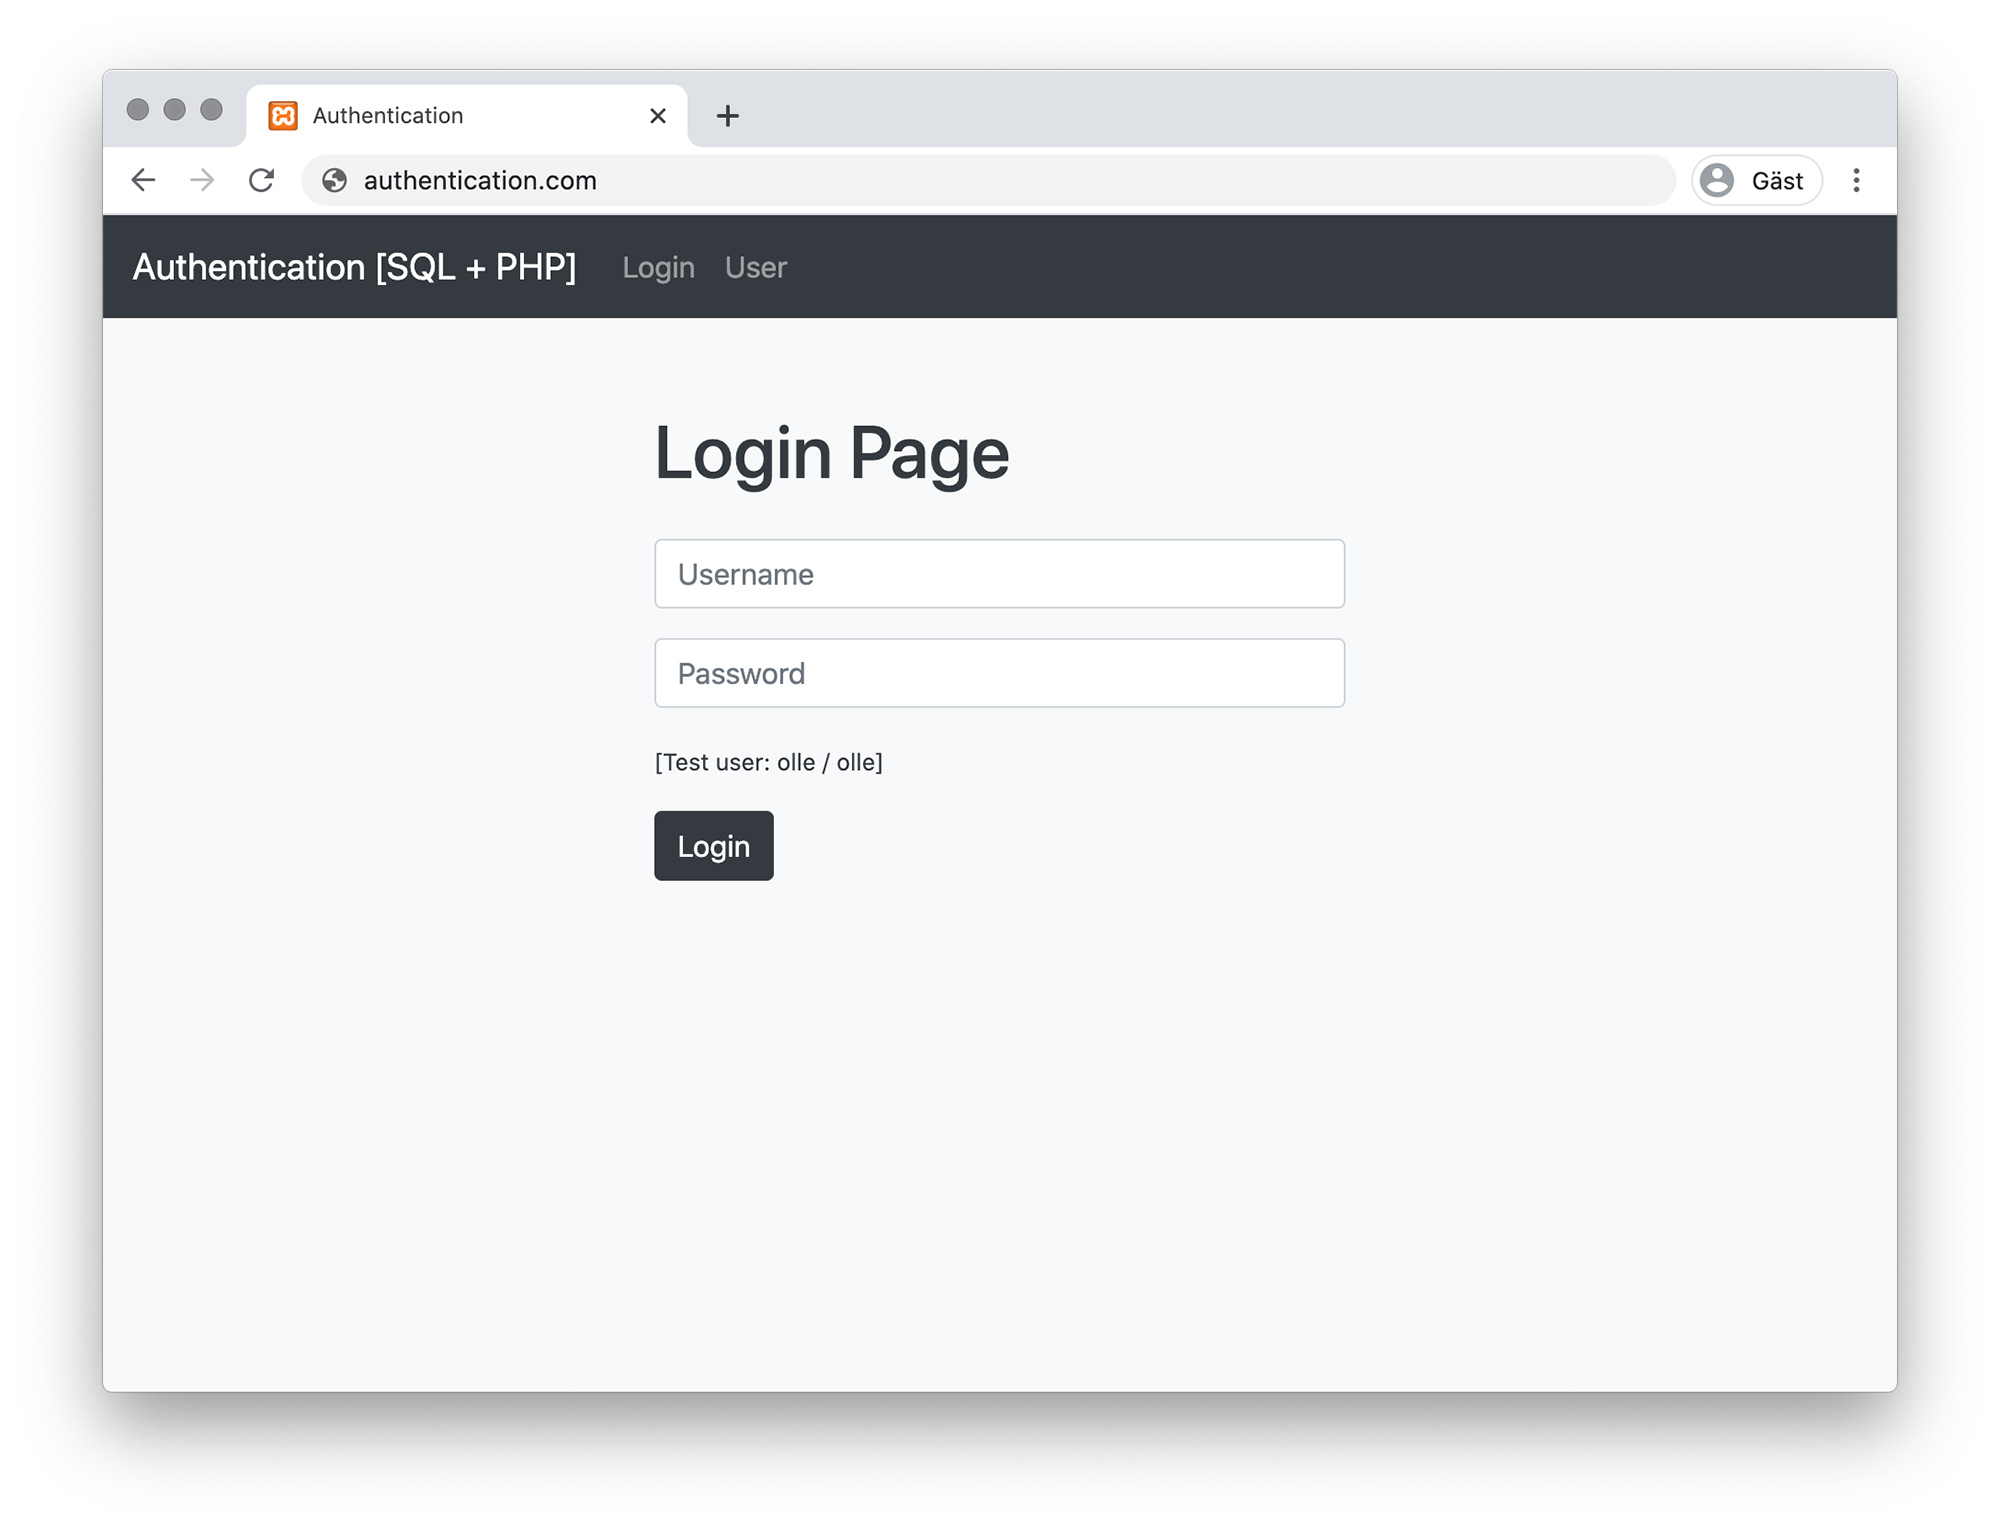 Authentication
authentication.com
Gäst
Authentication [SQL + PHP] Login User
Login Page
Username
Password
[Test user: olle / olle]
Login